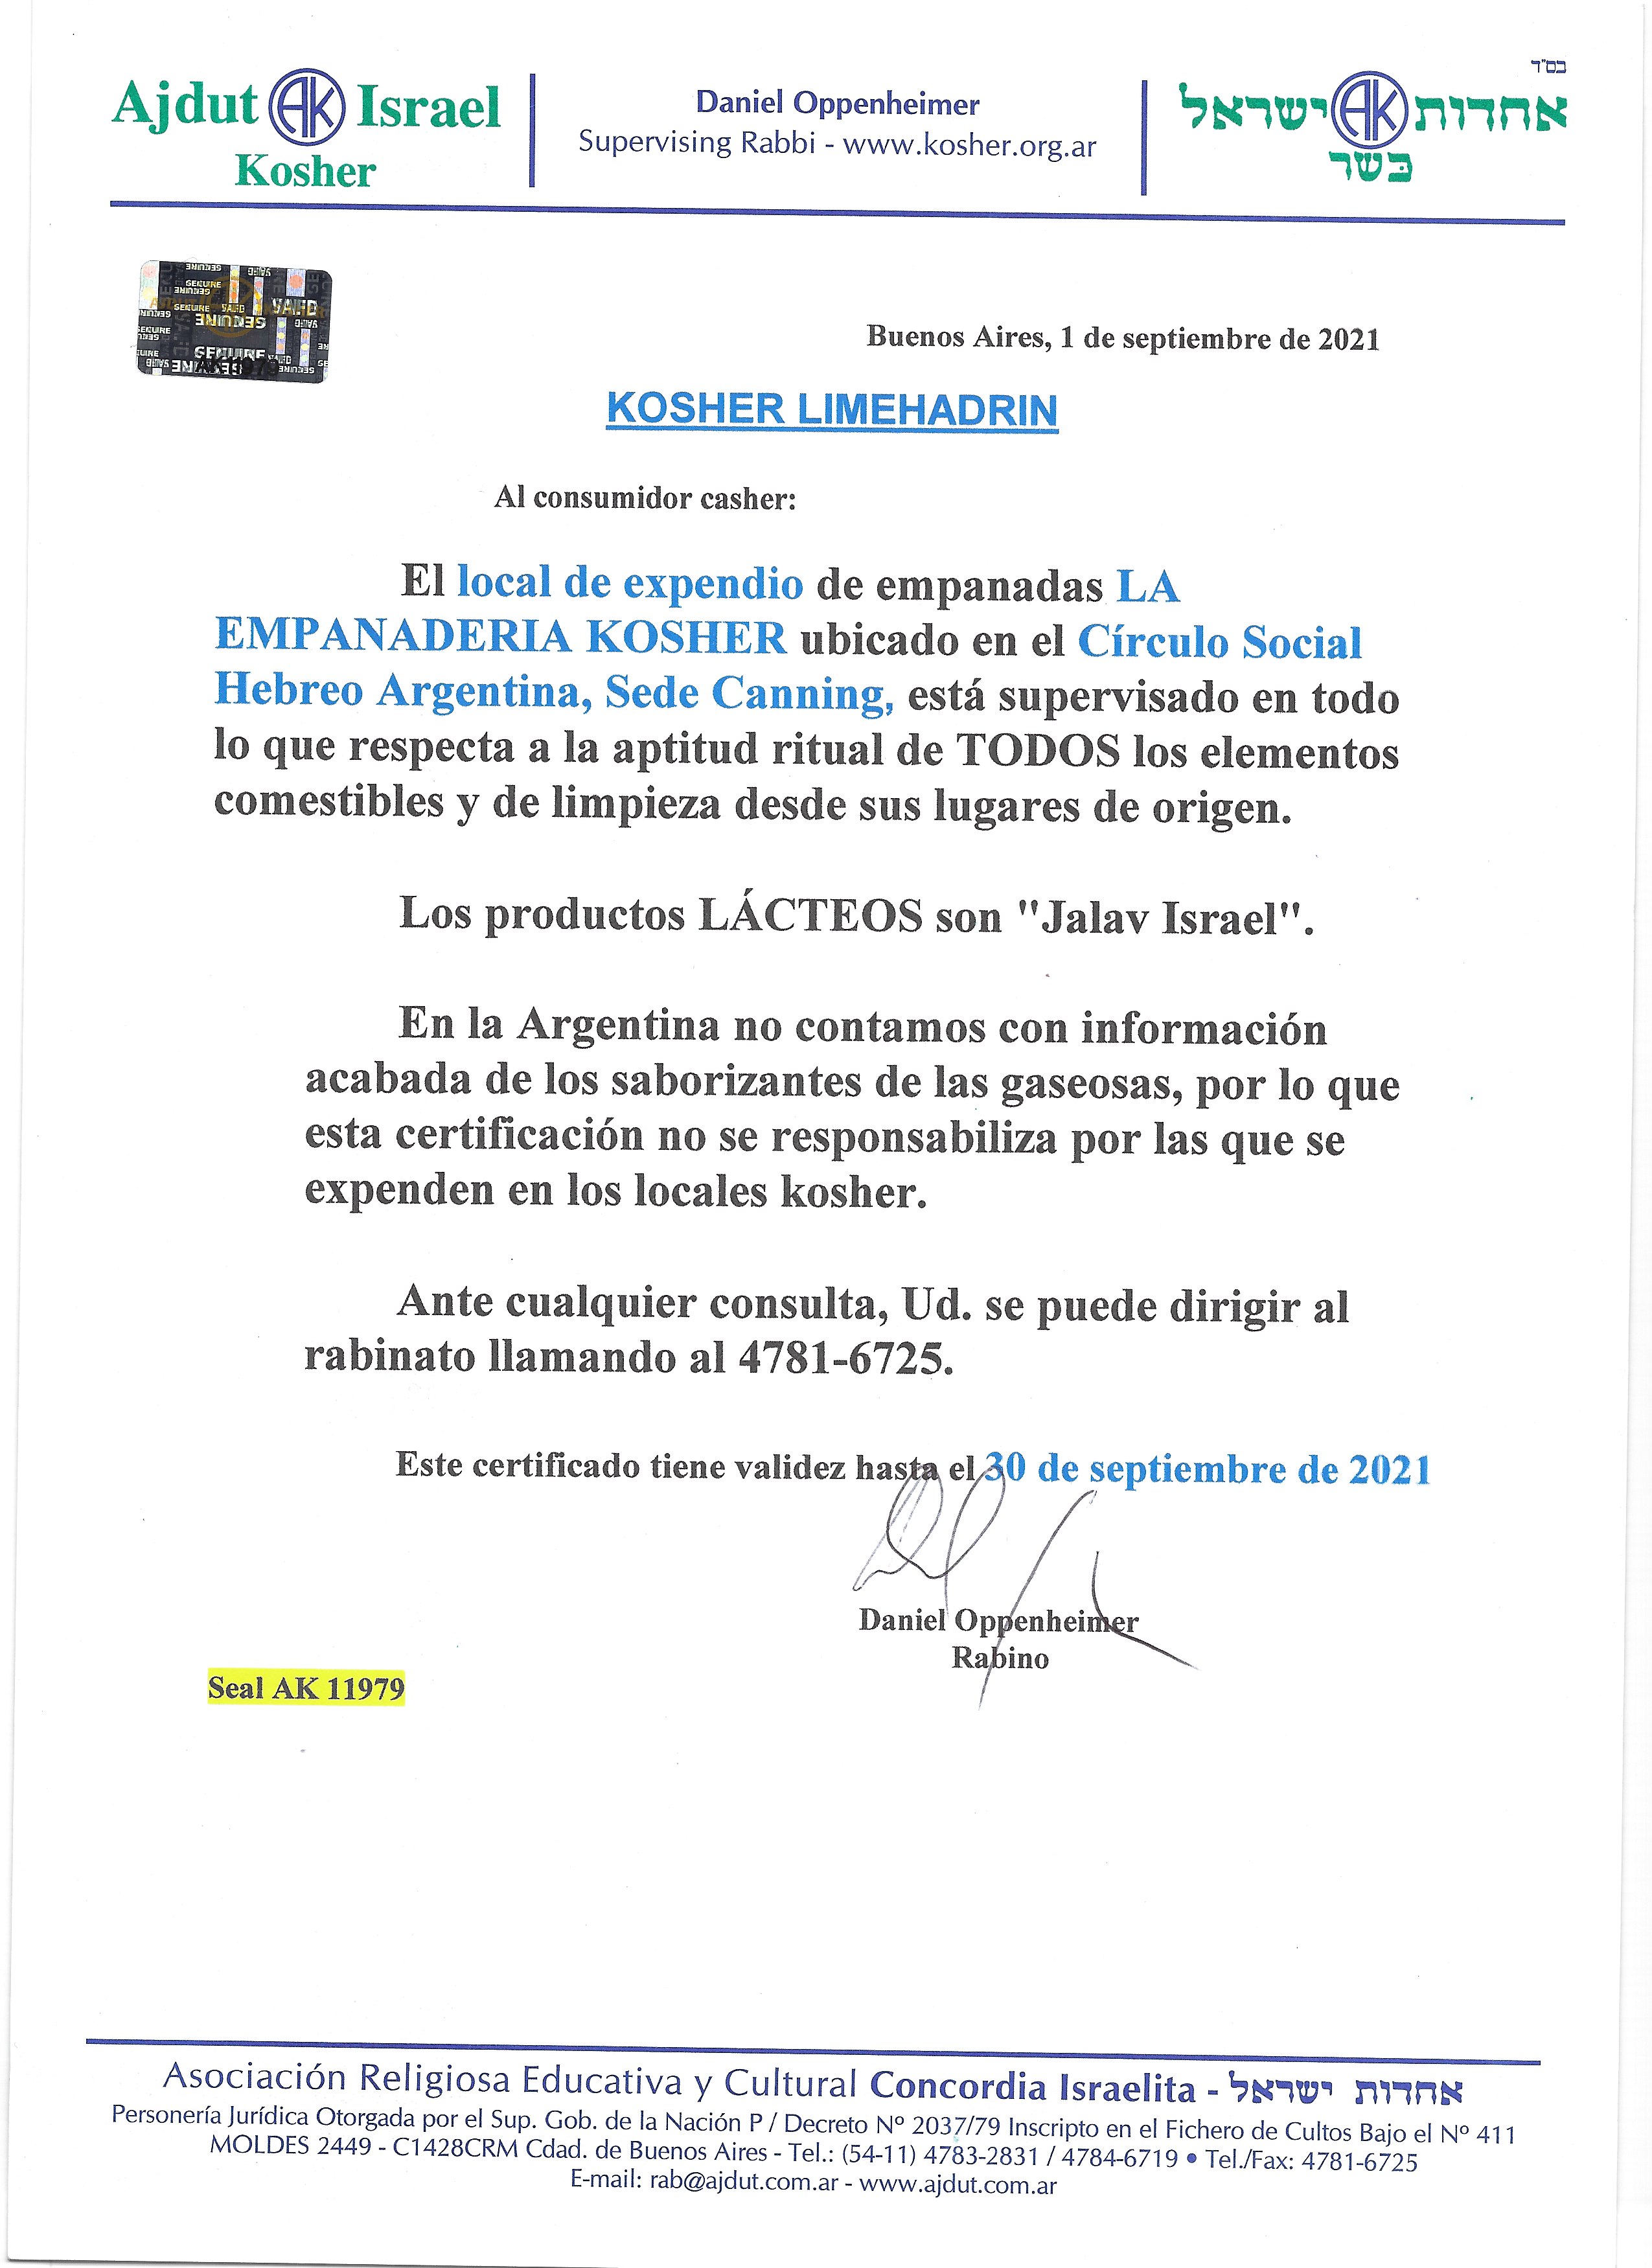 בס"ד
Ajdut AK Israel
Kosher
Daniel Oppenheimer
Supervising Rabbi - www.kosher.org.ar
אחדות AK ישראל
כשר
SECURE
VALID
GENUINE
AK11979
Buenos Aires, 1 de septiembre de 2021
KOSHER LIMEHADRIN
Al consumidor casher:
El local de expendio de empanadas LA
EMPANADERIA KOSHER ubicado en el Círculo Social
Hebreo Argentina, Sede Canning, está supervisado en todo
lo que respecta a la aptitud ritual de TODOS los elementos
comestibles y de limpieza desde sus lugares de origen.
Los productos LÁCTEOS son "Jalav Israel".
En la Argentina no contamos con información
acabada de los saborizantes de las gaseosas, por lo que
esta certificación no se responsabiliza por las que se
expenden en los locales kosher.
Ante cualquier consulta, Ud. se puede dirigir al
rabinato llamando al 4781-6725.
Este certificado tiene validez hasta el 30 de septiembre de 2021
Daniel Oppenheimer
Rabino
Seal AK 11979
Asociación Religiosa Educativa y Cultural Concordia Israelita - אחדות ישראל
Personería Jurídica Otorgada por el Sup. Gob. de la Nación P / Decreto Nº 2037/79 Inscripto en el Fichero de Cultos Bajo el Nº 411
MOLDES 2449 - C1428CRM Cdad. de Buenos Aires - Tel.: (54-11) 4783-2831 / 4784-6719 • Tel./Fax: 4781-6725
E-mail: rab@ajdut.com.ar - www.ajdut.com.ar